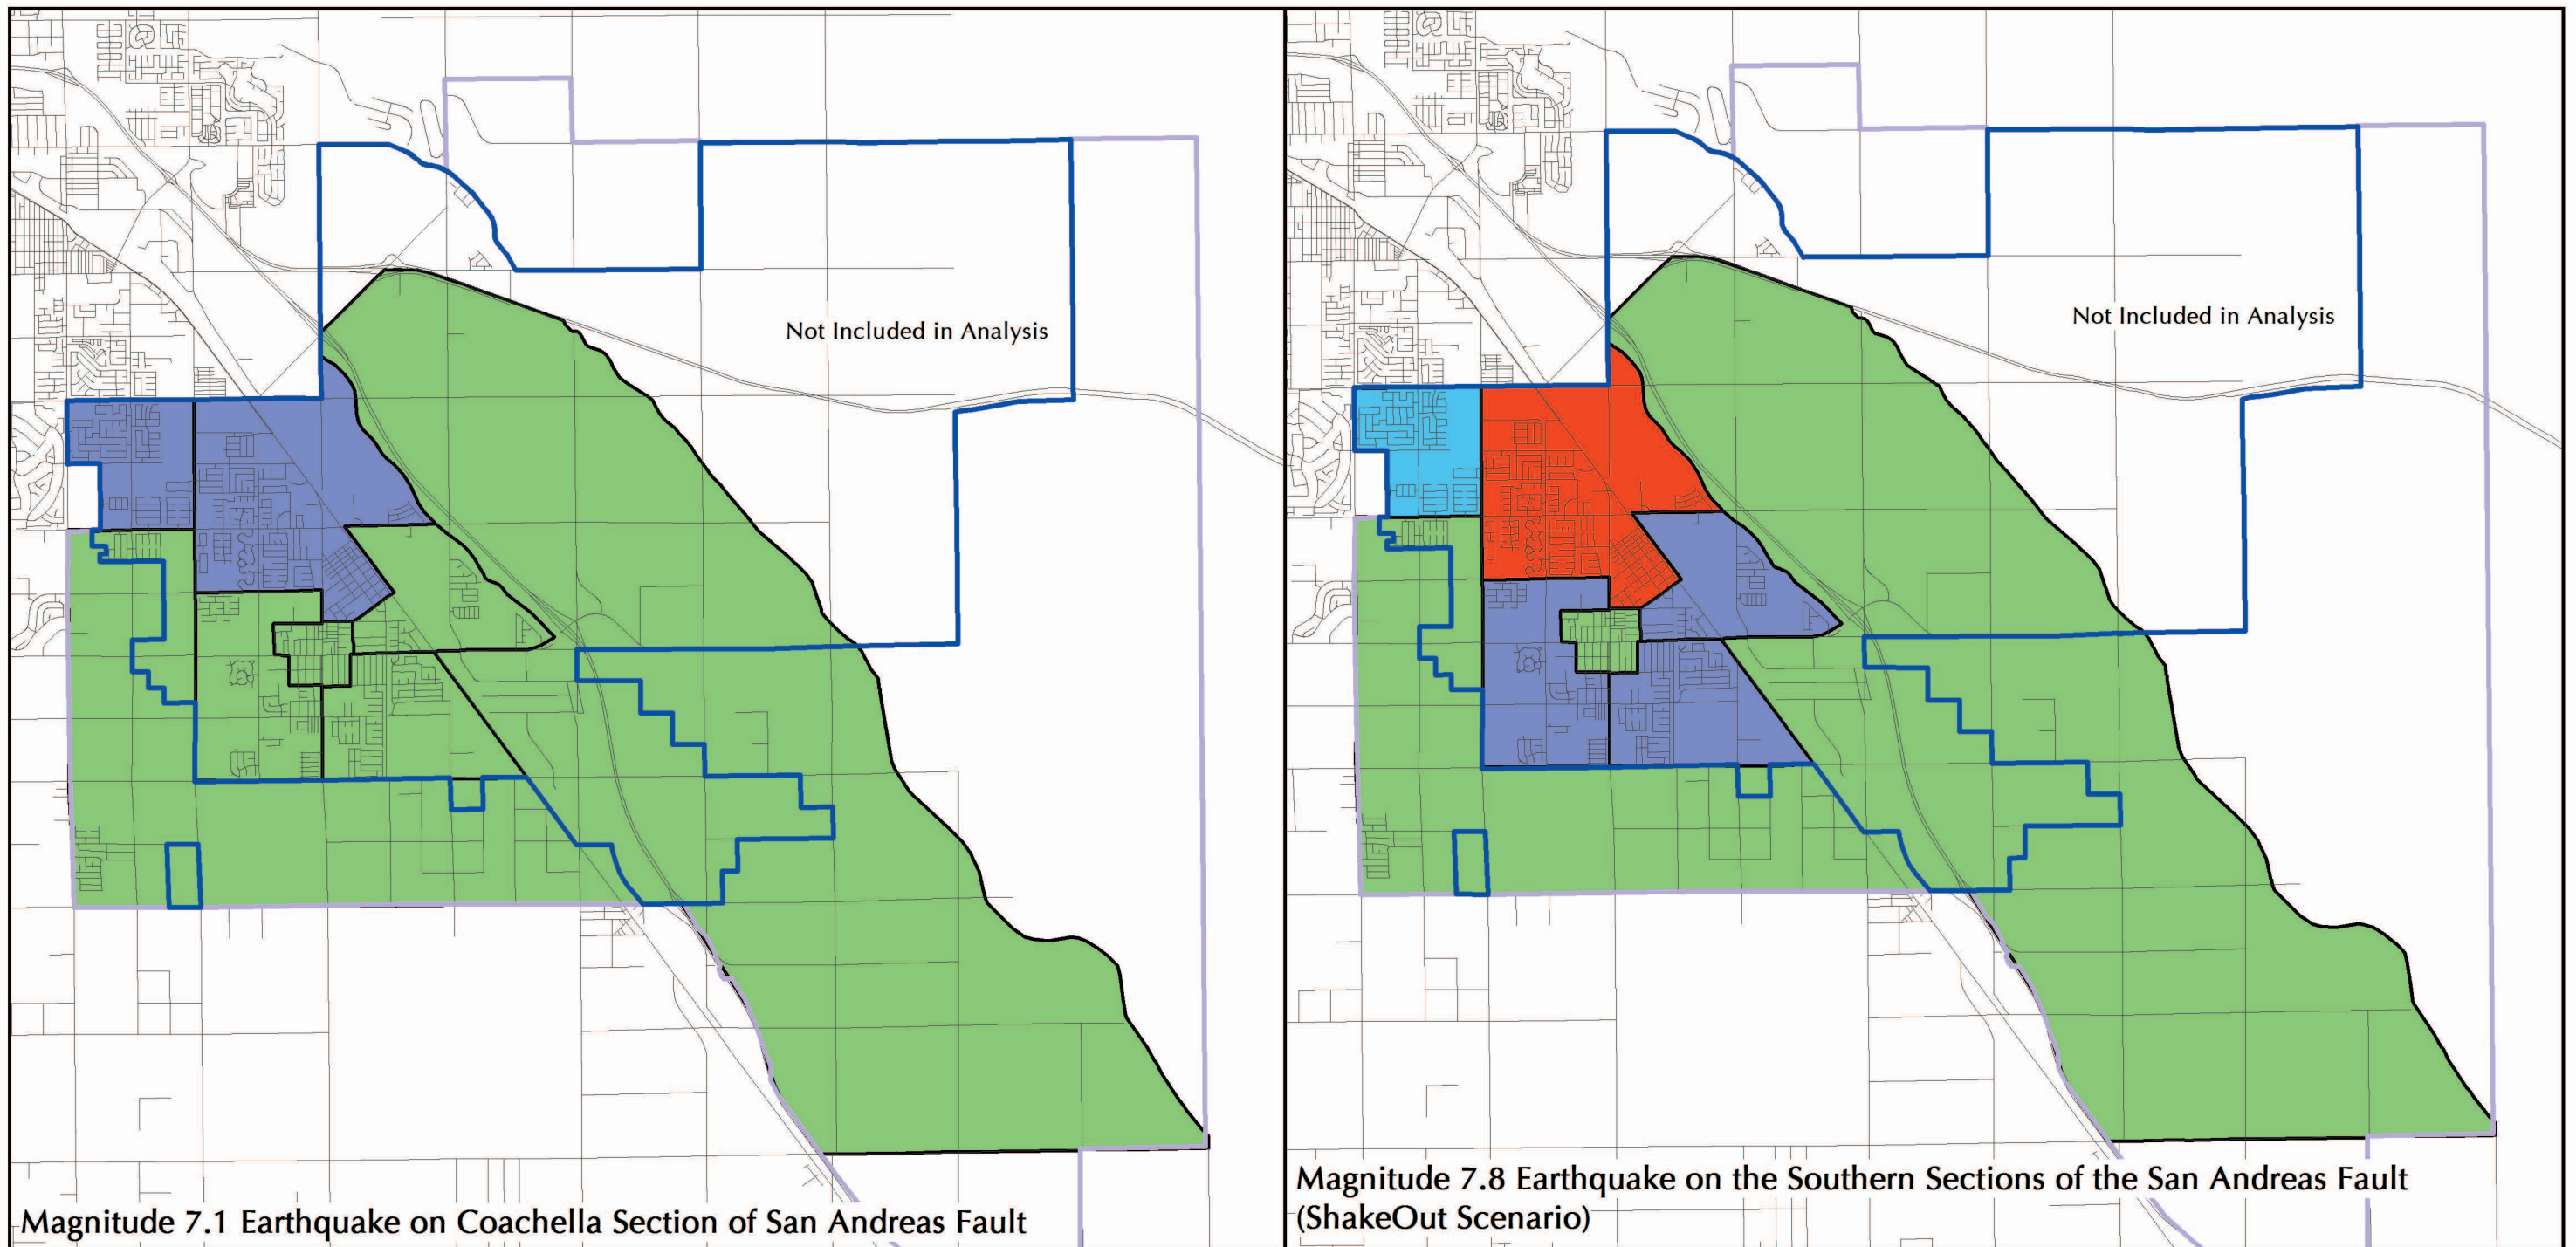 Not Included in Analysis
Magnitude 7.1 Earthquake on Coachella Section of San Andreas Fault
Not Included in Analysis
Magnitude 7.8 Earthquake on the Southern Sections of the San Andreas Fault
(ShakeOut Scenario)